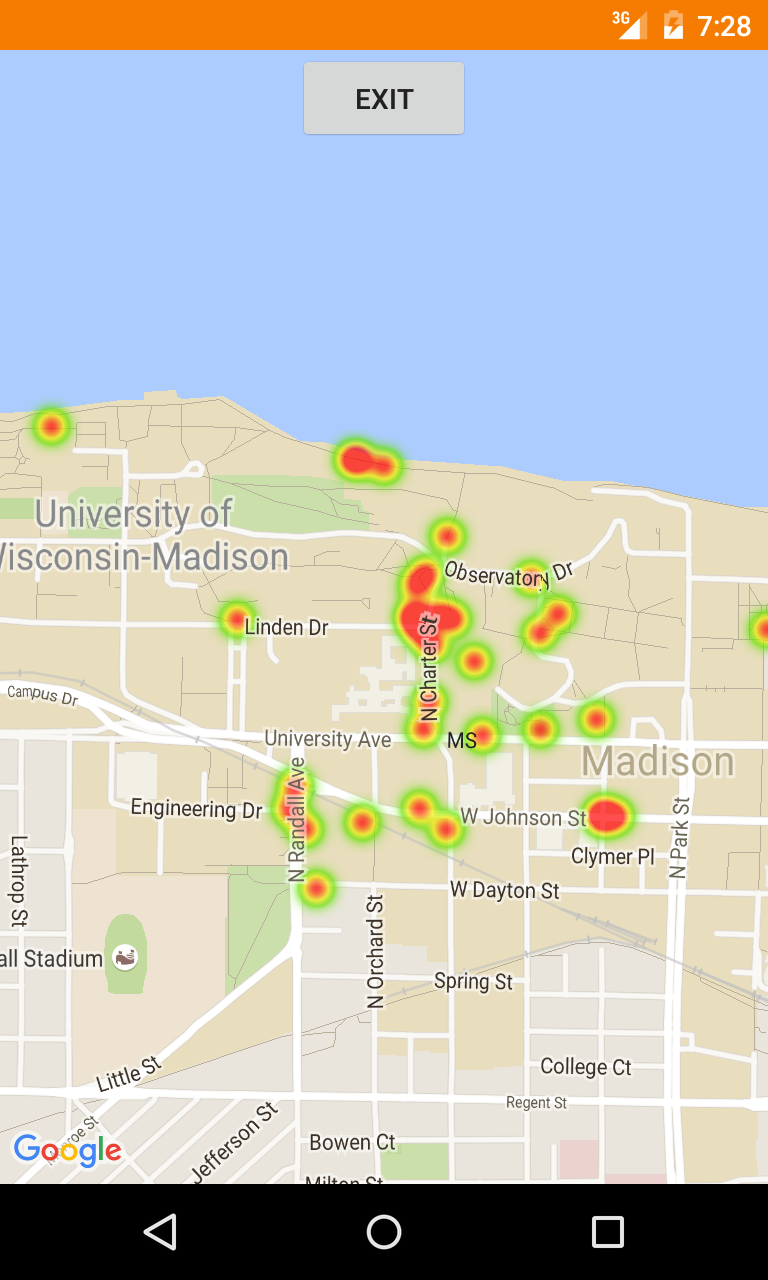 3G 7:28
EXIT
University of
Wisconsin-Madison
Observatory Dr
Linden Dr
N Charter St
Campus Dr
University Ave
MS
Madison
Engineering Dr
N Randall Ave
W Johnson St
N Park St
Clymer Pl
Lathrop St
W Dayton St
N Orchard St
all Stadium
Spring St
Little St
College Ct
Regent St
Jefferson St
Bowen Ct
Google
Milton St